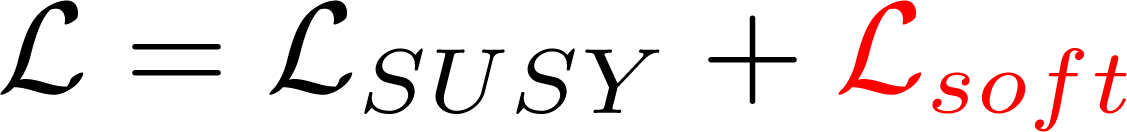 ℒ = ℒ_{SUSY} + ℒ_{soft}